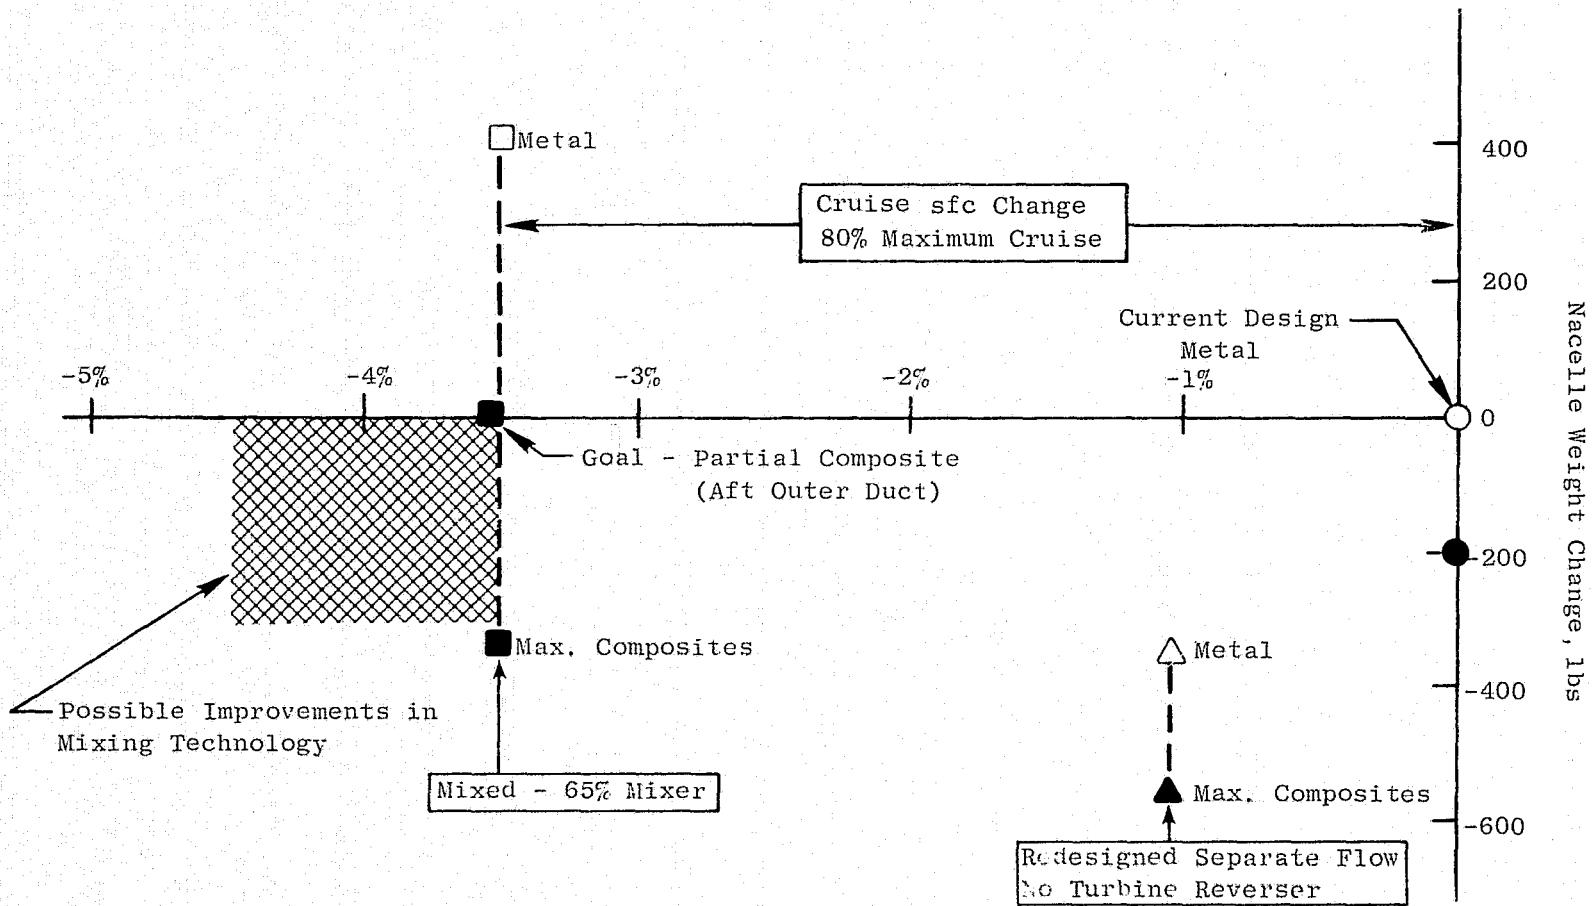 Metal
400
Cruise sfc Change
80% Maximum Cruise
200
Current Design
Metal
-5%
-4%
-3%
-2%
-1%
0
Goal - Partial Composite
(Aft Outer Duct)
-200
Max. Composites
Metal
-400
Possible Improvements in
Mixing Technology
Mixed - 65% Mixer
Max. Composites
-600
Redesigned Separate Flow
No Turbine Reverser
Nacelle Weight Change, lbs